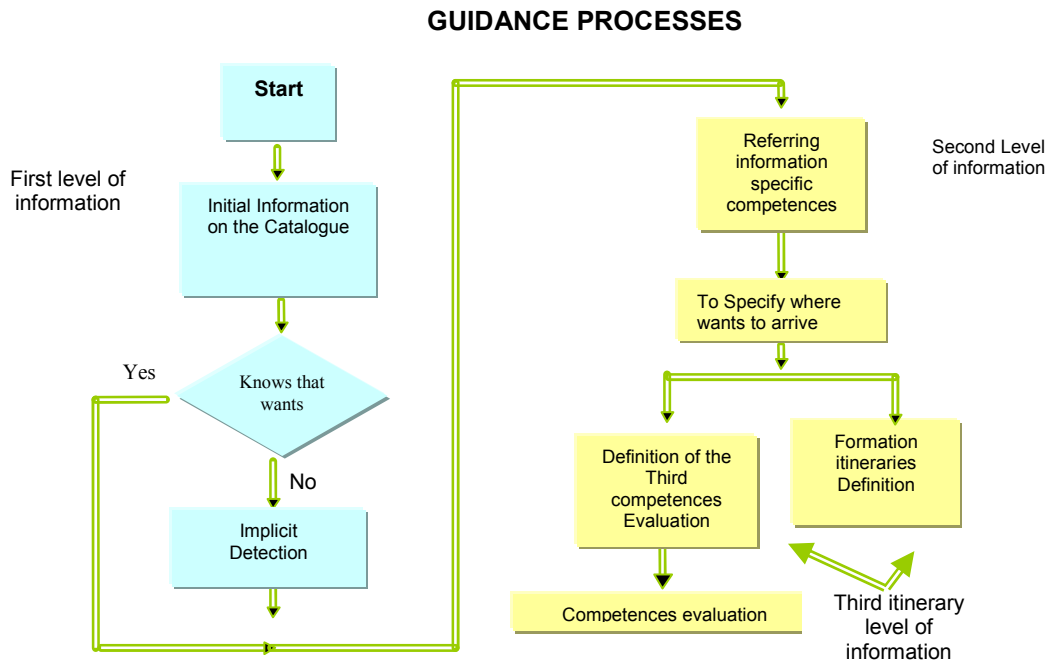 GUIDANCE PROCESSES
Start
First level of
information
Initial Information
on the Catalogue
Yes
Knows that
wants
No
Implicit
Detection
Referring
information
specific
competences
Second Level
of information
To Specify where
wants to arrive
Definition of the
Third
competences
Evaluation
Formation
itineraries
Definition
Competences evaluation
Third itinerary
level of
information